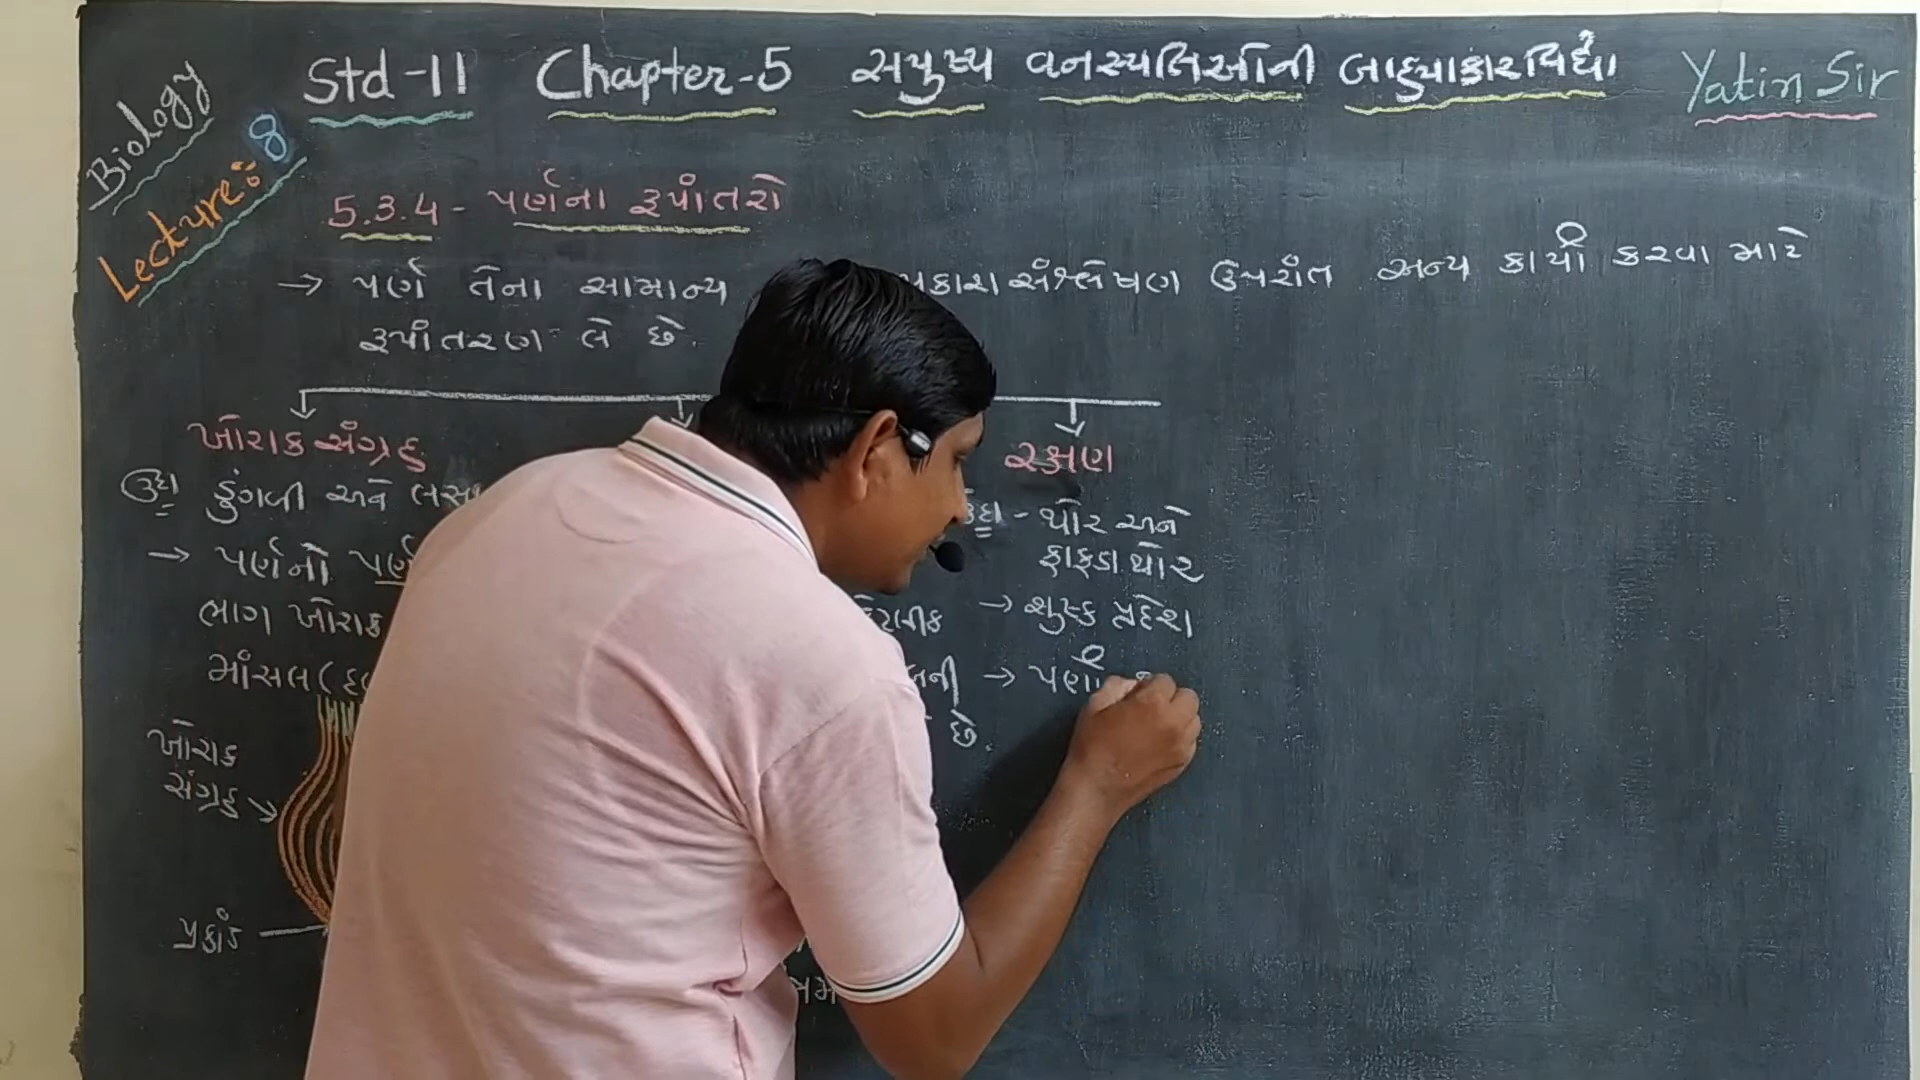 Biology
Lecture: 8
Std-11 Chapter-5 સપુષ્પ વનસ્પતિઓની બાહ્યાકારવિદ્યા
Yatin Sir
5.3.4 - પર્ણના રૂપાંતરો
→ પર્ણ તેના સામાન્ય પ્રકાશસંશ્લેષણ ઉપરાંત અન્ય કાર્યો કરવા માટે
રૂપાંતરણ લે છે.
ખોરાક સંગ્રહ
ઉદા ડુંગળી અને
→ પર્ણનો
ભાગ ખોરાક
માંસલ (
ખોરાક
સંગ્રહ
પ્રકાંડ
છે.
રક્ષણ
ઉદા - થોર અને
ફાફડાથોર
→ શુષ્ક પ્રદેશ
→ પર્ણો